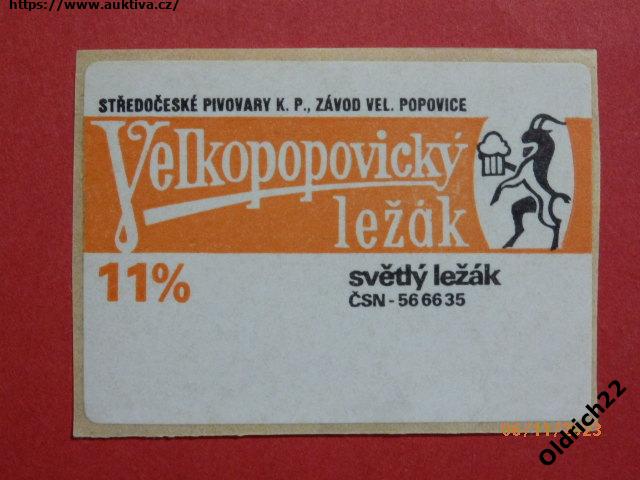 https://www.auktiva.cz/
STŘEDOČESKÉ PIVOVARY K. P., ZÁVOD VEL. POPOVICE
Velkopopovický
ležák
11%
světlý ležák
ČSN - 56 66 35
Oldrich22